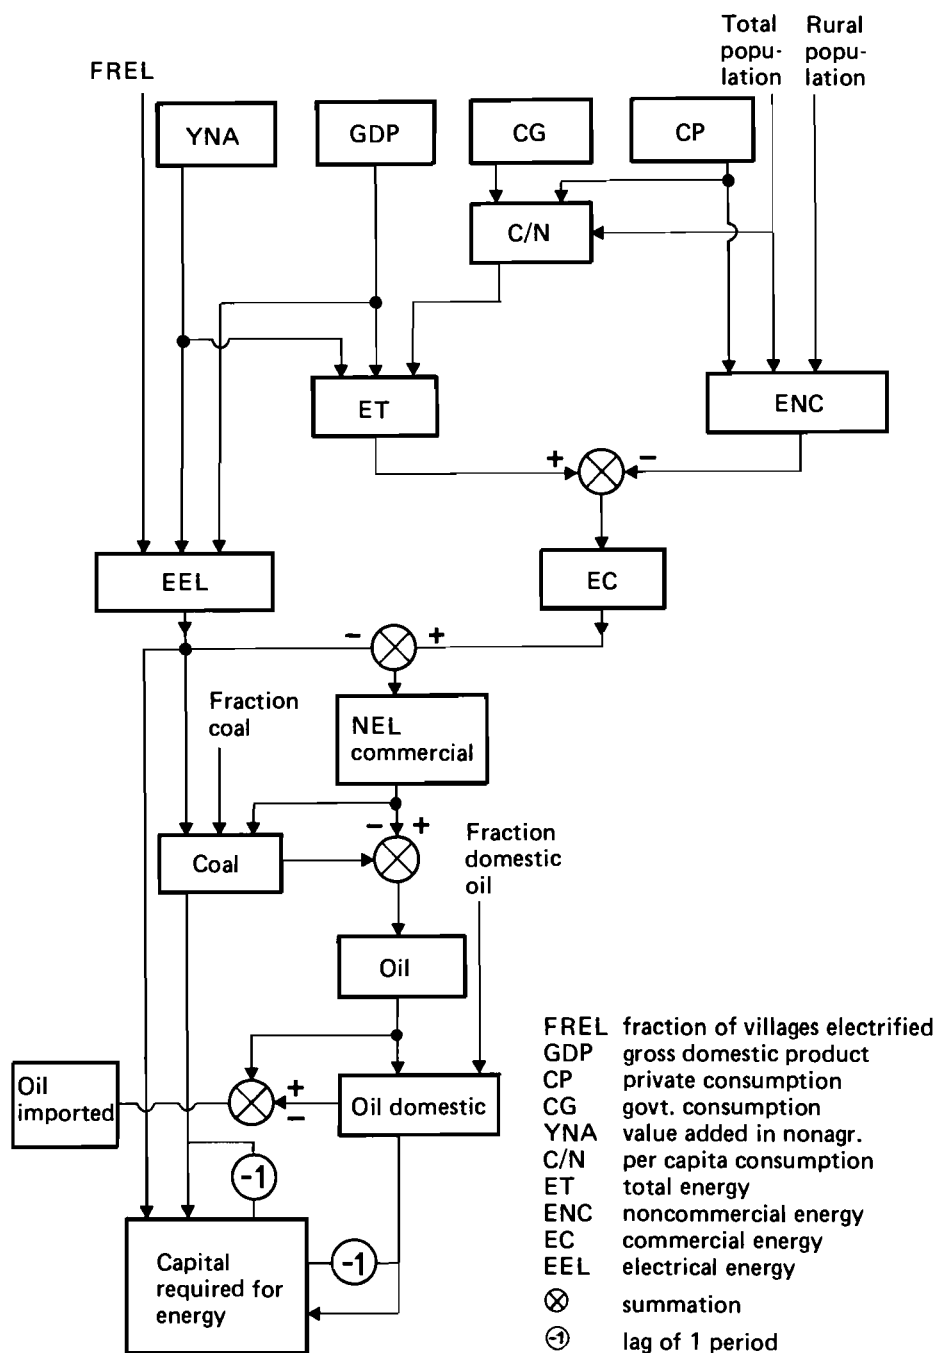 Total
popu-
lation
Rural
popu-
lation
FREL
YNA
GDP
CG
CP
C/N
ET
ENC
+
−
EEL
EC
−
+
Fraction
coal
NEL
commercial
−
+
Fraction
domestic
oil
Coal
Oil
Oil
imported
+
−
Oil domestic
-1
-1
Capital
required for
energy
FREL fraction of villages electrified
GDP gross domestic product
CP private consumption
CG govt. consumption
YNA value added in nonagr.
C/N per capita consumption
ET total energy
ENC noncommercial energy
EC commercial energy
EEL electrical energy
⊗ summation
-1 lag of 1 period